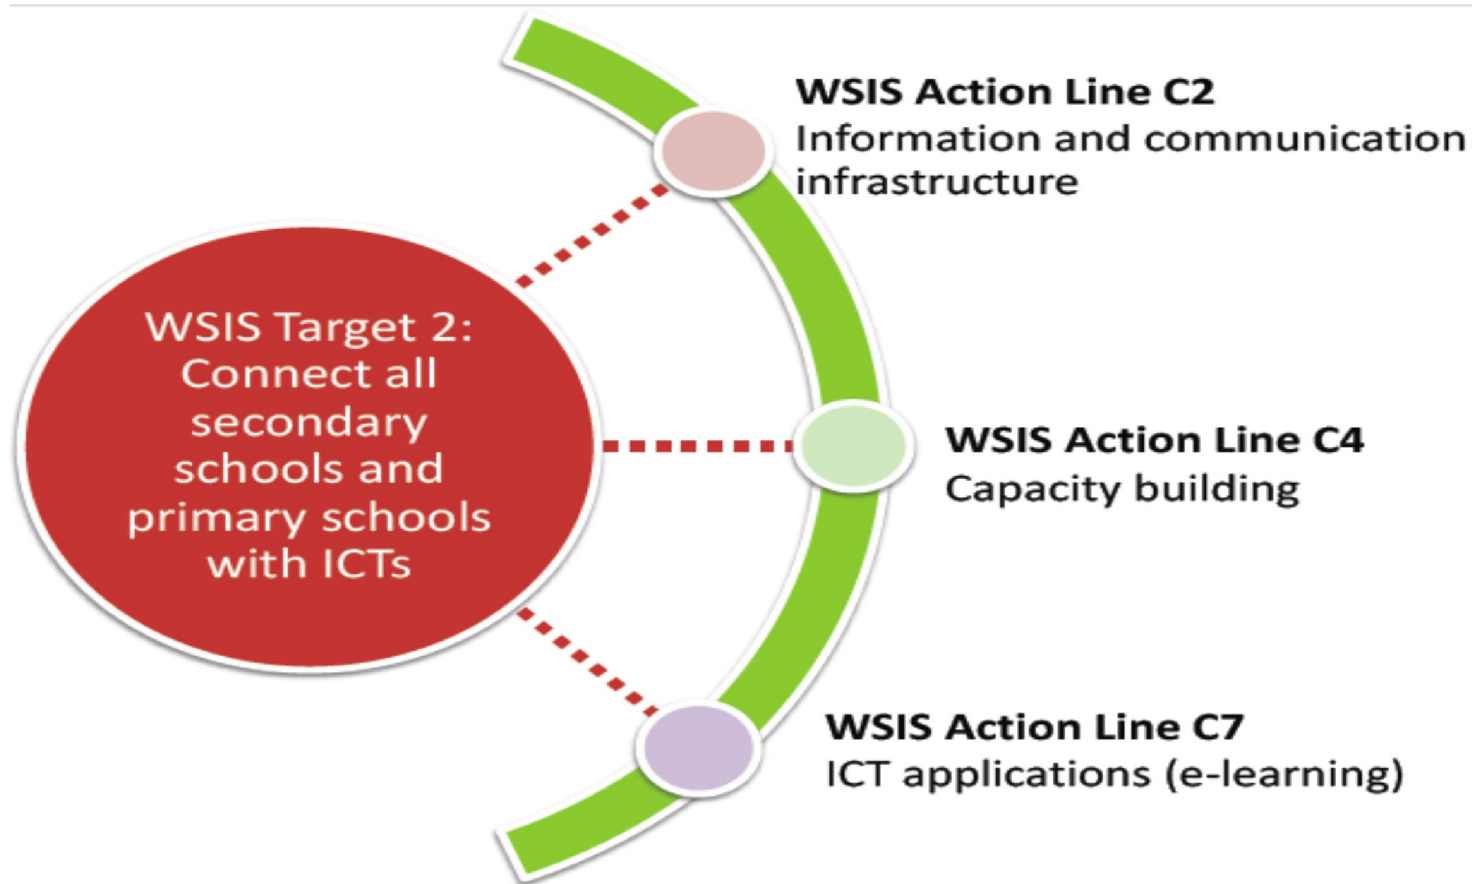 WSIS Target 2:
Connect all
secondary
schools and
primary schools
with ICTs
WSIS Action Line C2
Information and communication
infrastructure
WSIS Action Line C4
Capacity building
WSIS Action Line C7
ICT applications (e-learning)